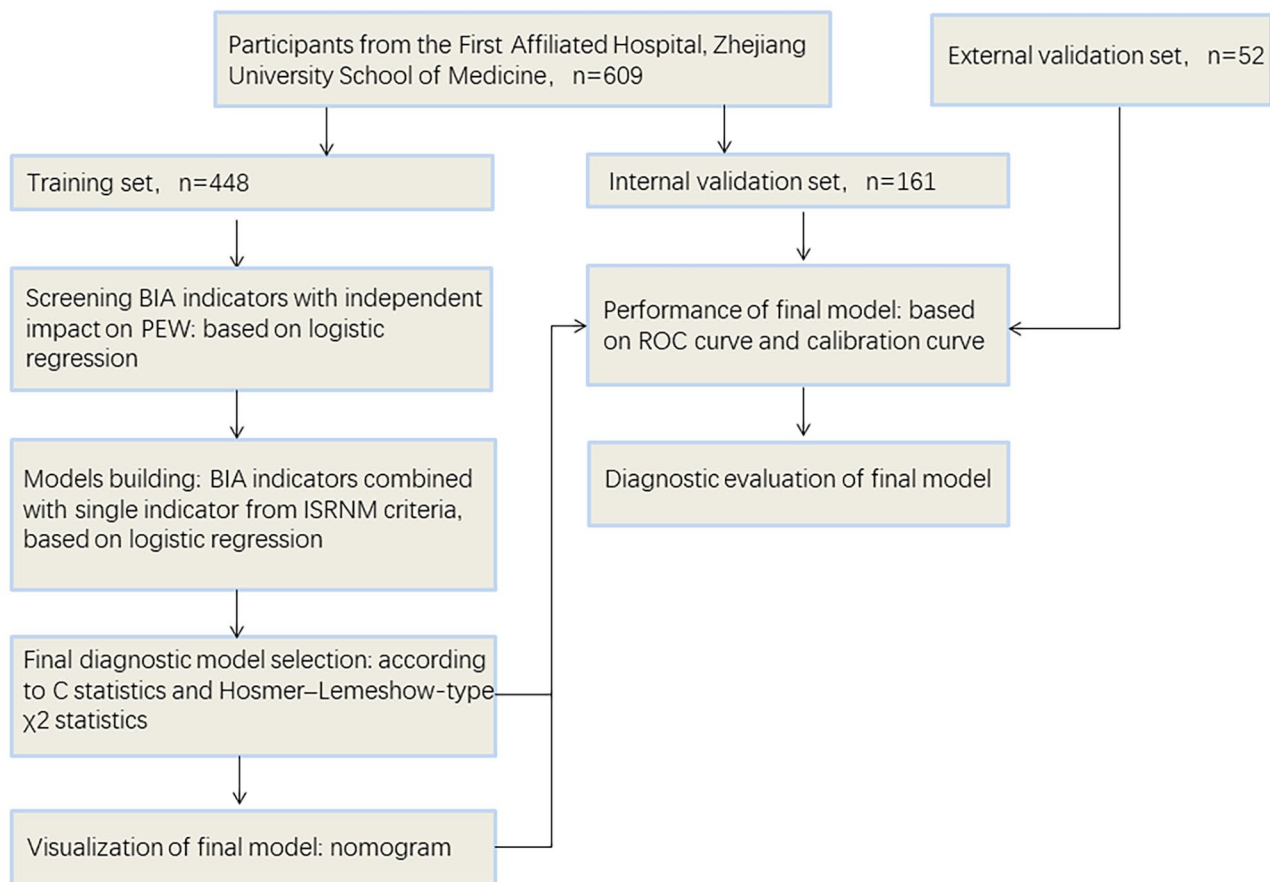 Participants from the First Affiliated Hospital, Zhejiang
University School of Medicine, n=609
External validation set, n=52
Training set, n=448
Internal validation set, n=161
Screening BIA indicators with independent
impact on PEW: based on logistic
regression
Performance of final model: based
on ROC curve and calibration curve
Models building: BIA indicators combined
with single indicator from ISRNM criteria,
based on logistic regression
Diagnostic evaluation of final model
Final diagnostic model selection: according
to C statistics and Hosmer–Lemeshow-type
χ2 statistics
Visualization of final model: nomogram